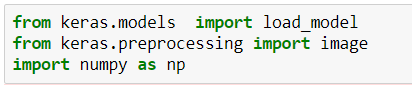 from keras.models  import load_model
from keras.preprocessing import image
import numpy as np